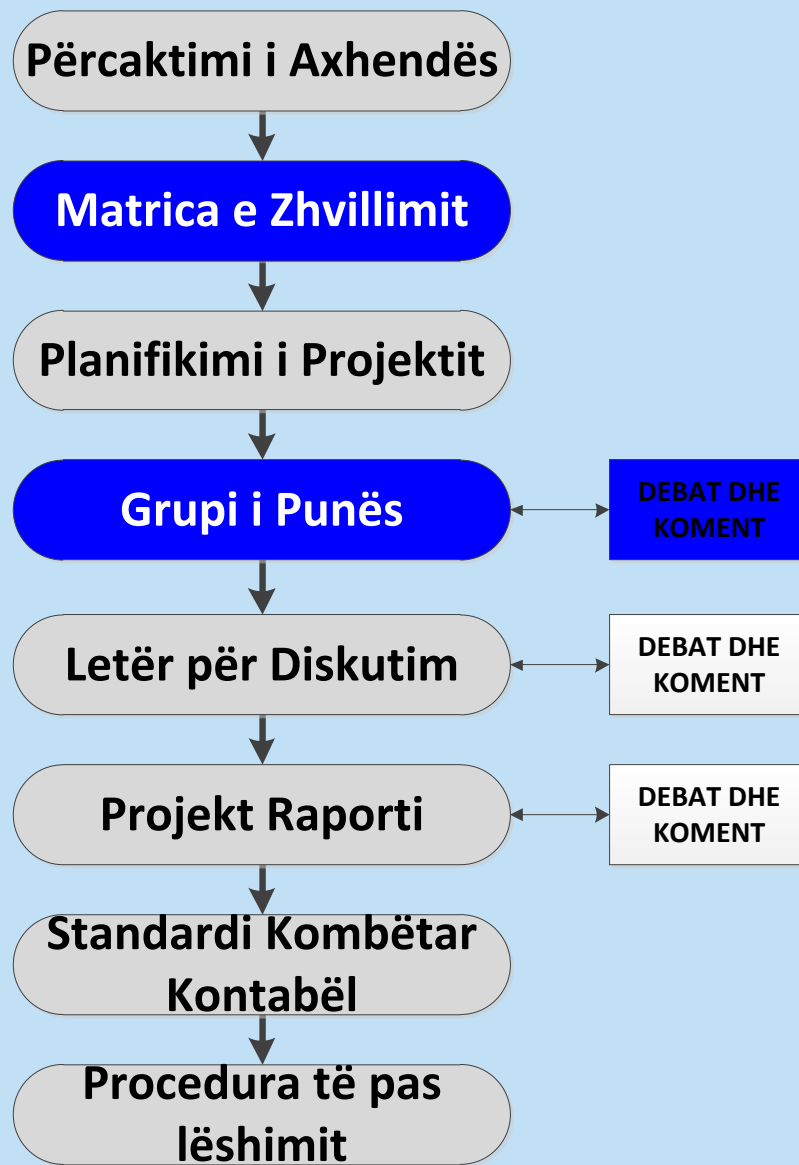 Përcaktimi i Axhendës
Matrica e Zhvillimit
Planifikimi i Projektit
Grupi i Punës
DEBAT DHE
KOMENT
Letër për Diskutim
DEBAT DHE
KOMENT
Projekt Raporti
DEBAT DHE
KOMENT
Standardi Kombëtar
Kontabël
Procedura të pas
lëshimit